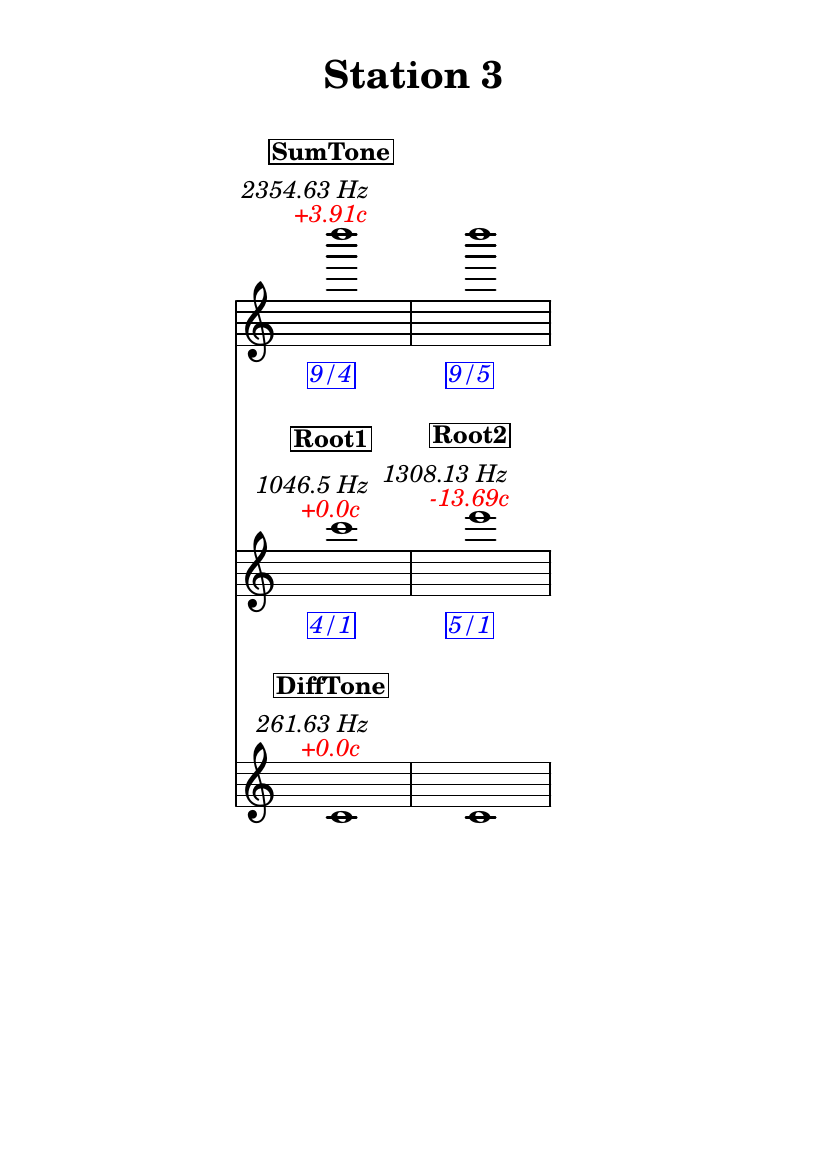 Station 3
SumTone
2354.63 Hz
+3.91c
9/4 9/5
Root1 Root2
1046.5 Hz 1308.13 Hz
+0.0c -13.69c
4/1 5/1
DiffTone
261.63 Hz
+0.0c